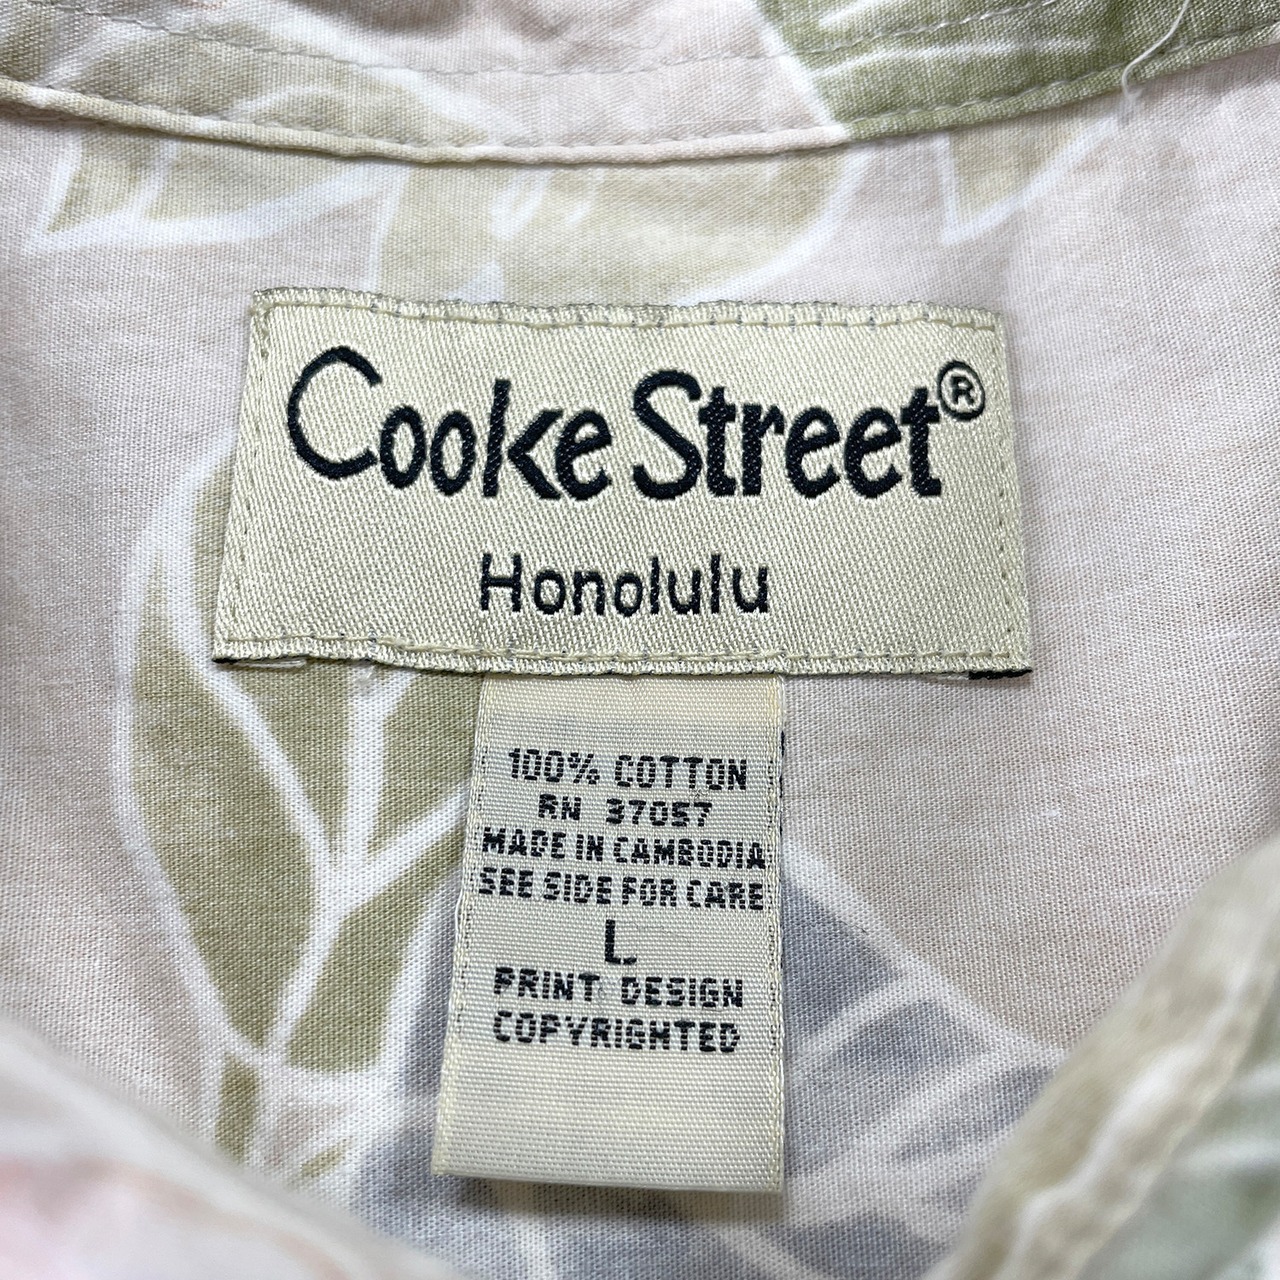 Cooke Street®
Honolulu
100% COTTON
RN 37057
MADE IN CAMBODIA
SEE SIDE FOR CARE
L
PRINT DESIGN
COPYRIGHTED